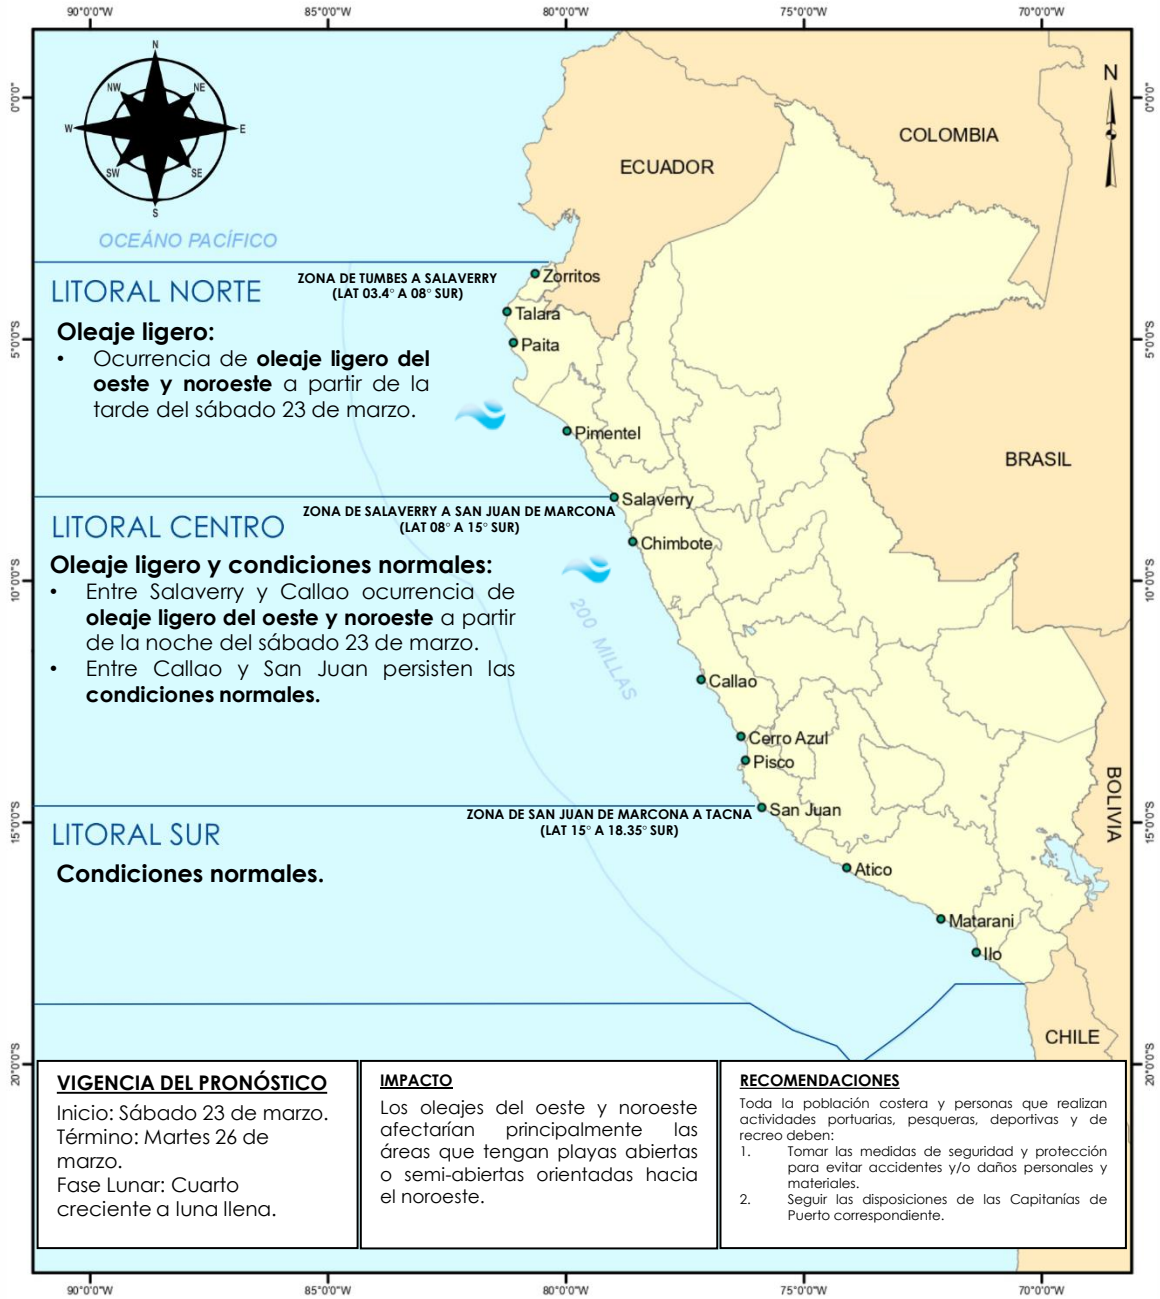 90°0'0"W 85°0'0"W 80°0'0"W 75°0'0"W 70°0'0"W
N
NW NE
W E
SW SE
S
N
0°0'0" 0°0'0"
COLOMBIA
ECUADOR
OCEÁNO PACÍFICO
LITORAL NORTE
ZONA DE TUMBES A SALAVERRY
(LAT 03.4° A 08° SUR)
Zorritos
Talara
Paita
5°0'0"S 5°0'0"S
Oleaje ligero:
• Ocurrencia de oleaje ligero del
oeste y noroeste a partir de la
tarde del sábado 23 de marzo.
Pimentel
BRASIL
Salaverry
LITORAL CENTRO
ZONA DE SALAVERRY A SAN JUAN DE MARCONA
(LAT 08° A 15° SUR)
Chimbote
Oleaje ligero y condiciones normales:
• Entre Salaverry y Callao ocurrencia de
oleaje ligero del oeste y noroeste a partir
de la noche del sábado 23 de marzo.
• Entre Callao y San Juan persisten las
condiciones normales.
10°0'0"S 10°0'0"S
200 MILLAS
Callao
Cerro Azul
Pisco
San Juan
BOLIVIA
ZONA DE SAN JUAN DE MARCONA A TACNA
(LAT 15° A 18.35° SUR)
15°0'0"S 15°0'0"S
LITORAL SUR
Condiciones normales.
Atico
Matarani
Ilo
CHILE
20°0'0"S 20°0'0"S
VIGENCIA DEL PRONÓSTICO
Inicio: Sábado 23 de marzo.
Término: Martes 26 de
marzo.
Fase Lunar: Cuarto
creciente a luna llena.
IMPACTO
Los oleajes del oeste y noroeste
afectarían principalmente las
áreas que tengan playas abiertas
o semi-abiertas orientadas hacia
el noroeste.
RECOMENDACIONES
Toda la población costera y personas que realizan
actividades portuarias, pesqueras, deportivas y de
recreo deben:
1. Tomar las medidas de seguridad y protección
para evitar accidentes y/o daños personales y
materiales.
2. Seguir las disposiciones de las Capitanías de
Puerto correspondiente.
90°0'0"W 85°0'0"W 80°0'0"W 75°0'0"W 70°0'0"W